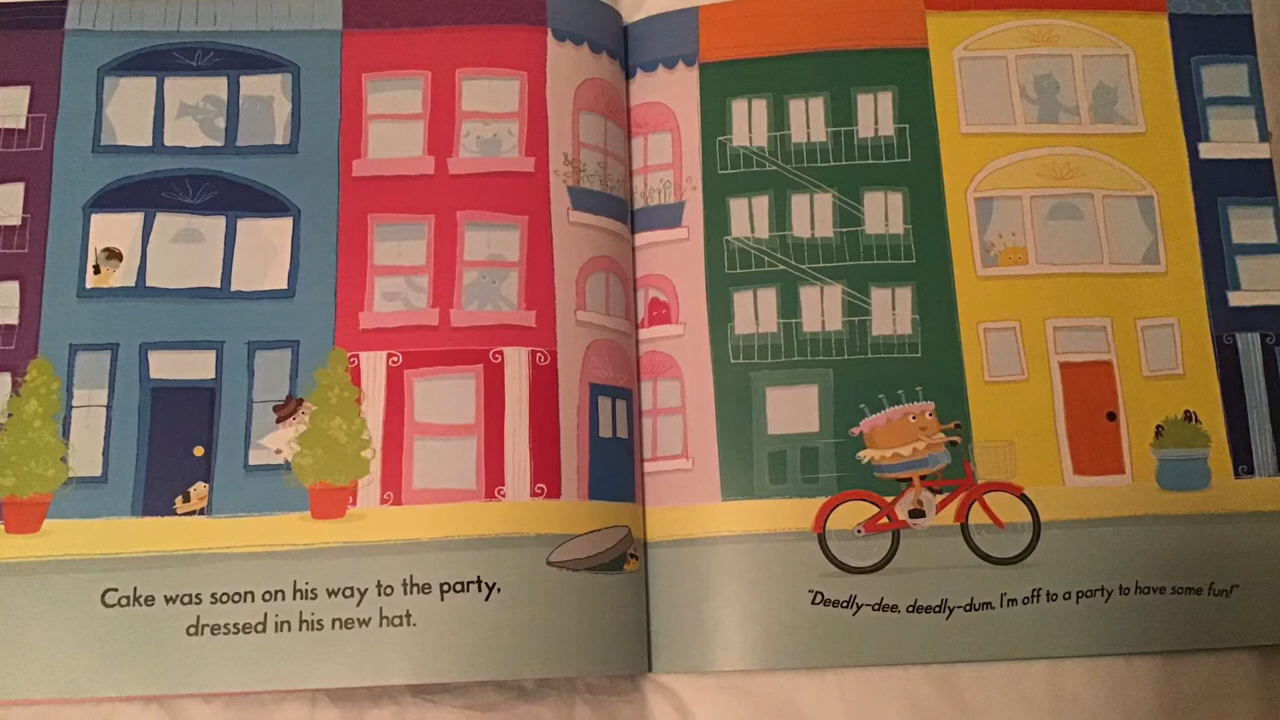 Cake was soon on his way to the party,
dressed in his new hat.
"Deedly-dee, deedly-dum, I'm off to a party to have some fun!"